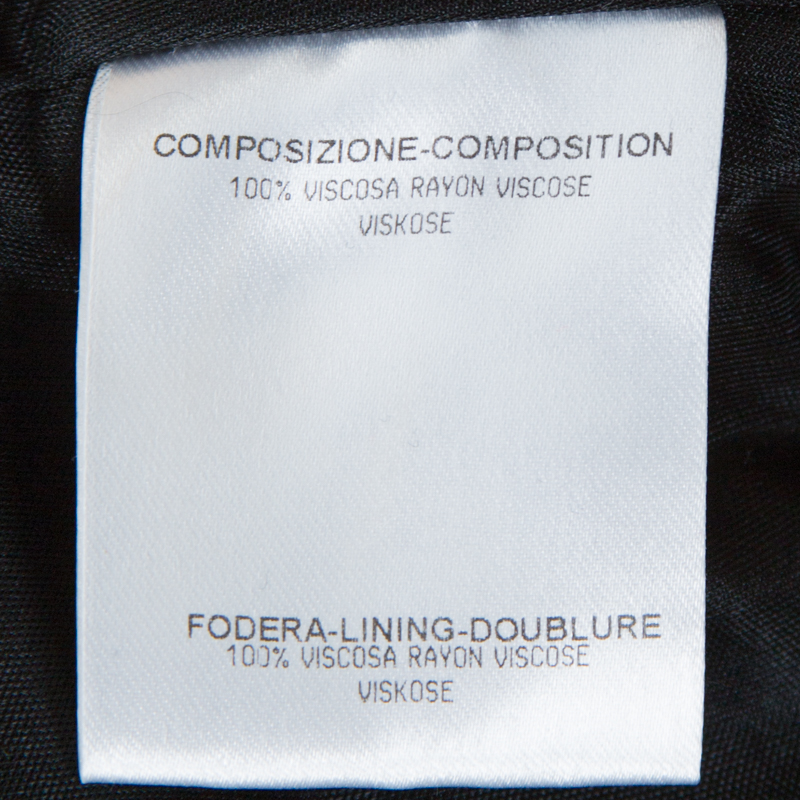 COMPOSIZIONE-COMPOSITION
100% VISCOSA RAYON VISCOSE
VISKOSE
FODERA-LINING-DOUBLURE
100% VISCOSA RAYON VISCOSE
VISKOSE